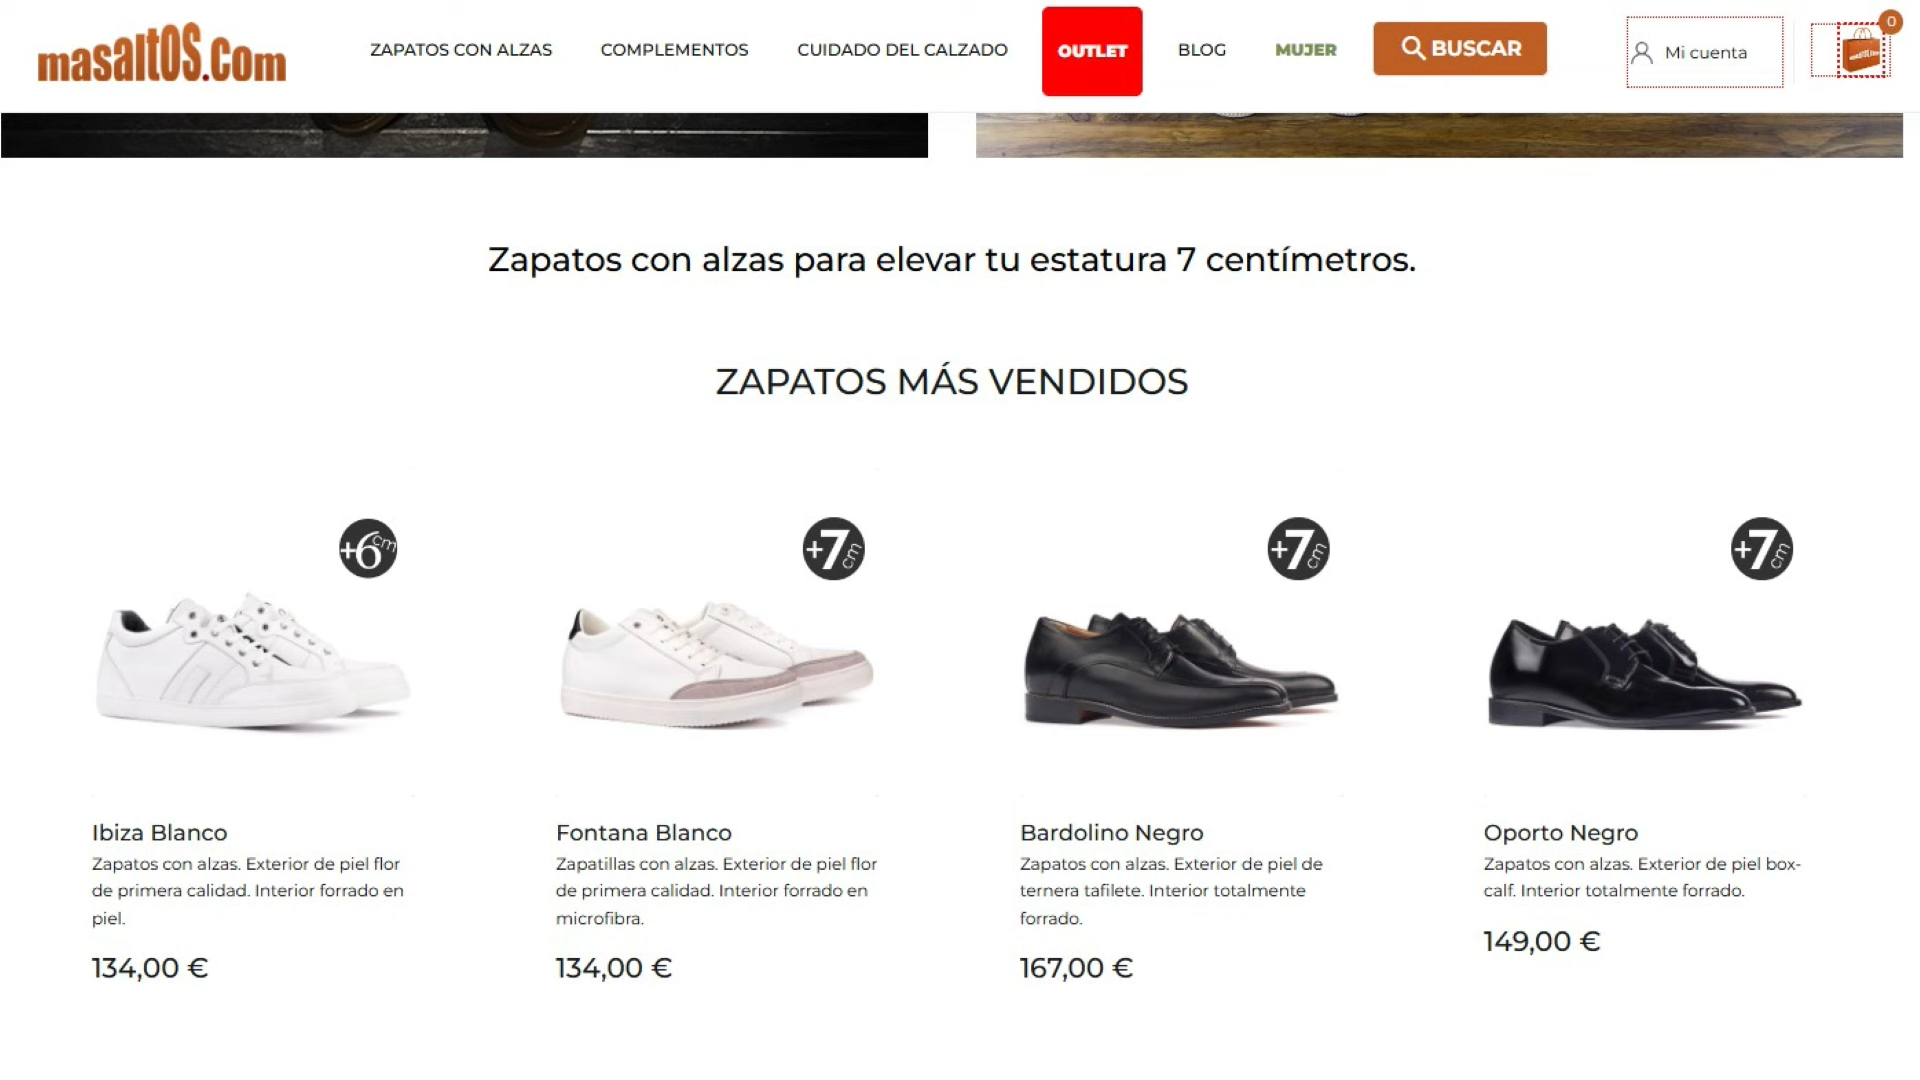 masaltos.com
ZAPATOS CON ALZAS
COMPLEMENTOS
CUIDADO DEL CALZADO
OUTLET
BLOG
MUJER
BUSCAR
Mi cuenta
0
Zapatos con alzas para elevar tu estatura 7 centímetros.
ZAPATOS MÁS VENDIDOS
+6cm
+7cm
+7cm
+7cm
Ibiza Blanco
Zapatos con alzas. Exterior de piel flor
de primera calidad. Interior forrado en
piel.
134,00 €
Fontana Blanco
Zapatillas con alzas. Exterior de piel flor
de primera calidad. Interior forrado en
microfibra.
134,00 €
Bardolino Negro
Zapatos con alzas. Exterior de piel de
ternera tafilete. Interior totalmente
forrado.
167,00 €
Oporto Negro
Zapatos con alzas. Exterior de piel box-
calf. Interior totalmente forrado.
149,00 €